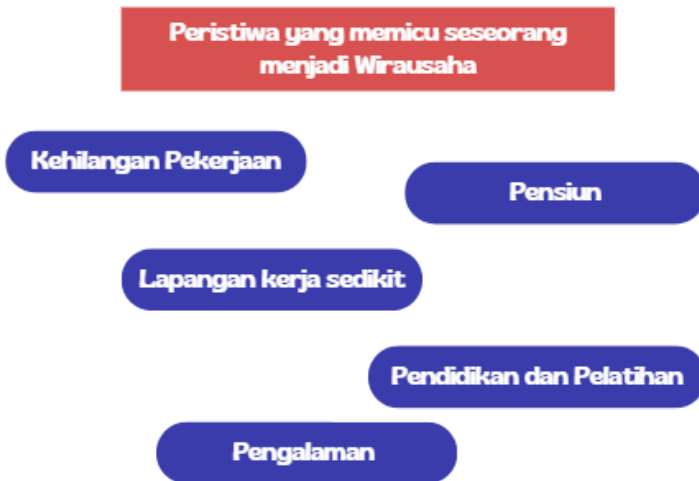 Peristiwa yang memicu seseorang
menjadi Wirausaha
Kehilangan Pekerjaan
Pensiun
Lapangan kerja sedikit
Pendidikan dan Pelatihan
Pengalaman